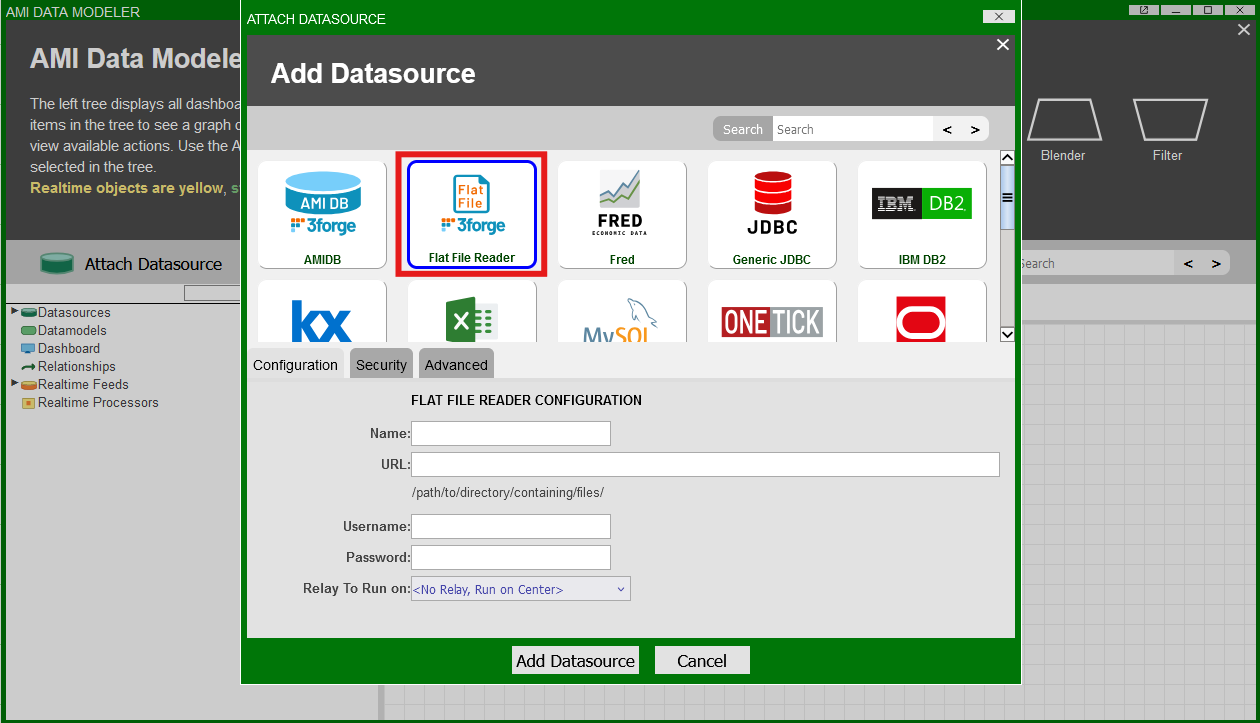 AMI DATA MODELER
AMI Data Modele
The left tree displays all dashboa
items in the tree to see a graph
view available actions. Use the A
selected in the tree.
Realtime objects are yellow, s
Attach Datasource
Datasources
Datamodels
Dashboard
Relationships
Realtime Feeds
Realtime Processors
ATTACH DATASOURCE
Add Datasource
Search Search < >
AMI DB
3forge
AMIDB
Flat
File
3forge
Flat File Reader
FRED
ECONOMIC DATA
Fred
JDBC
Generic JDBC
IBM DB2
IBM DB2
kx
X
MySQL
ONETICK
Configuration Security Advanced
FLAT FILE READER CONFIGURATION
Name:
URL:
/path/to/directory/containing/files/
Username:
Password:
Relay To Run on: <No Relay, Run on Center>
Add Datasource Cancel
Blender
Filter
Search < >